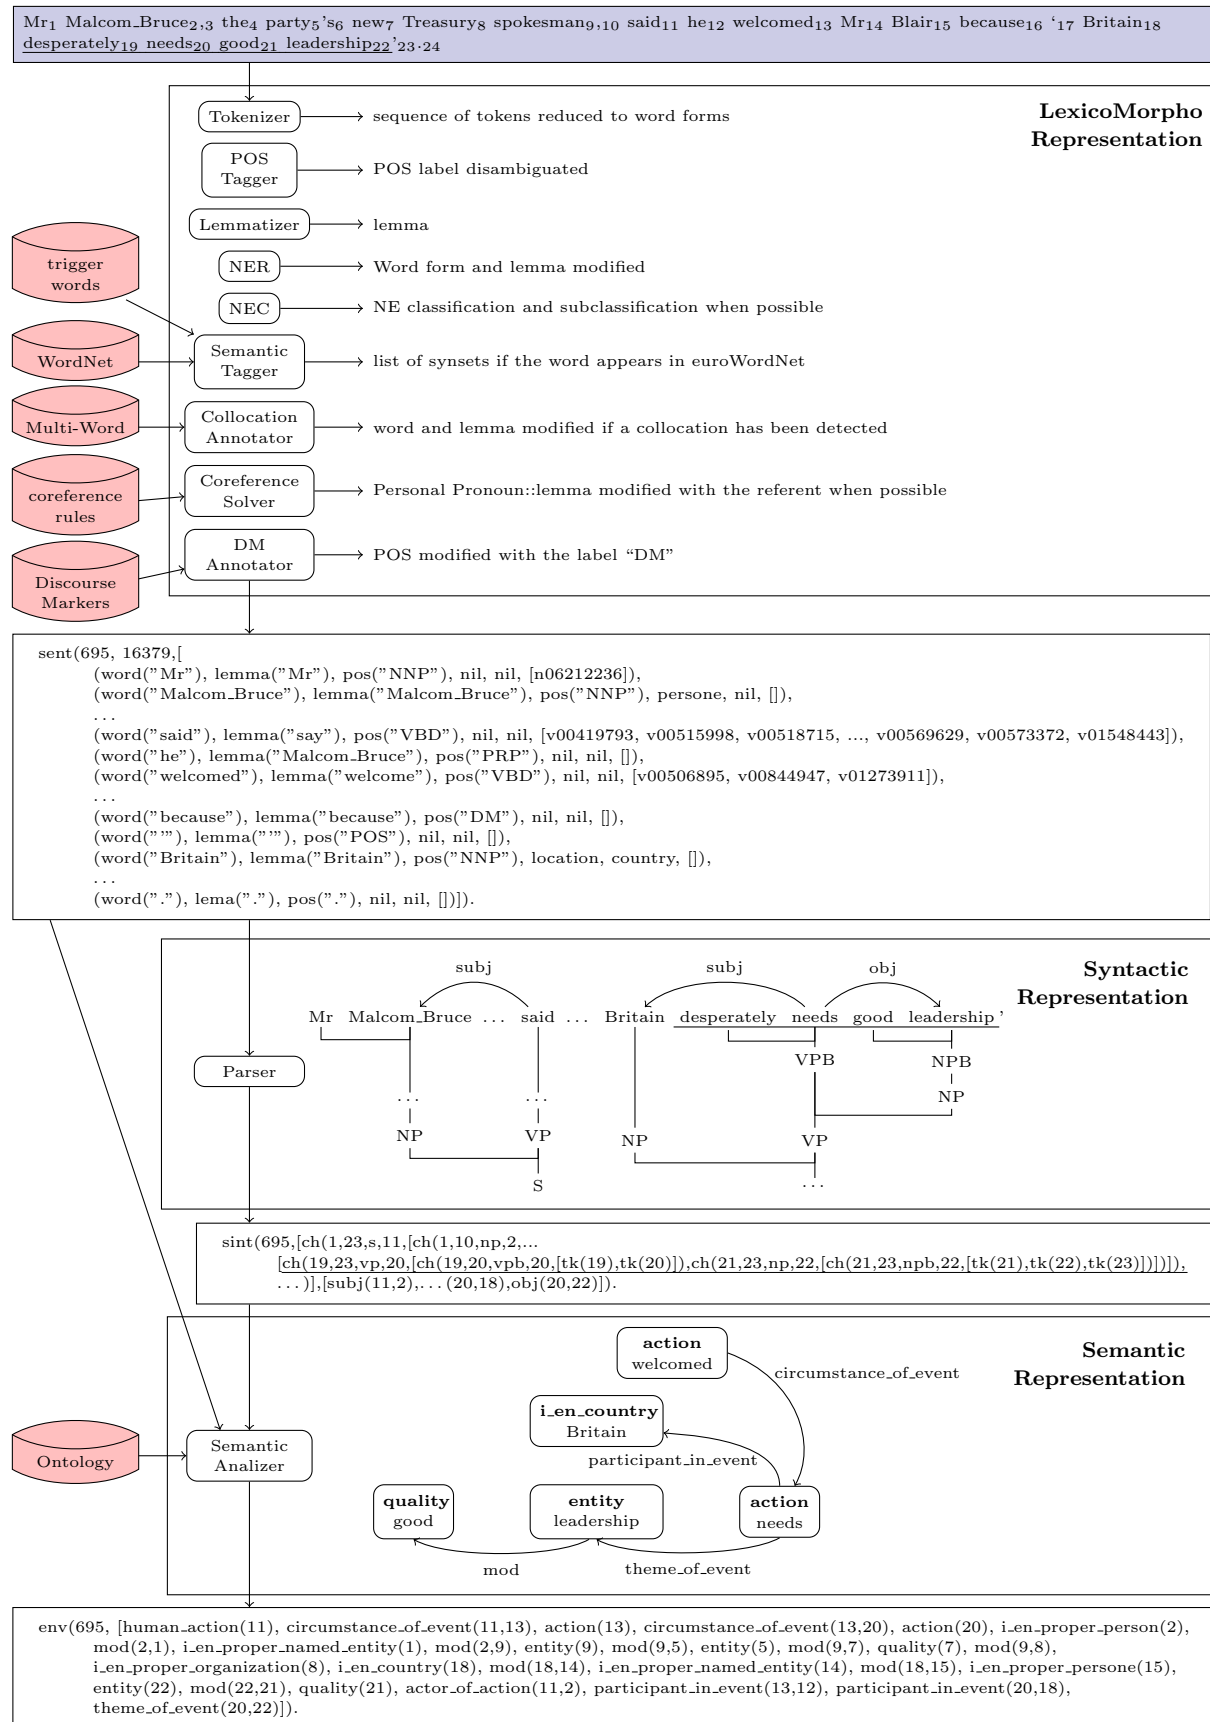 Mr1 Malcom_Bruce2,3 the4 party5's6 new7 Treasury8 spokesman9,10 said11 he12 welcomed13 Mr14 Blair15 because16 ‘17 Britain18
desperately19 needs20 good21 leadership22’23.24
LexicoMorpho
Representation
Tokenizer
sequence of tokens reduced to word forms
POS
Tagger
POS label disambiguated
Lemmatizer
lemma
trigger
words
NER
Word form and lemma modified
NEC
NE classification and subclassification when possible
WordNet
Semantic
Tagger
list of synsets if the word appears in euroWordNet
Multi-Word
Collocation
Annotator
word and lemma modified if a collocation has been detected
coreference
rules
Coreference
Solver
Personal Pronoun::lemma modified with the referent when possible
Discourse
Markers
DM
Annotator
POS modified with the label “DM”
sent(695, 16379,[
(word(”Mr”), lemma(”Mr”), pos(”NNP”), nil, nil, [n06212236]),
(word(”Malcom_Bruce”), lemma(”Malcom_Bruce”), pos(”NNP”), persone, nil, []),
...
(word(”said”), lemma(”say”), pos(”VBD”), nil, nil, [v00419793, v00515998, v00518715, ..., v00569629, v00573372, v01548443]),
(word(”he”), lemma(”Malcom_Bruce”), pos(”PRP”), nil, nil, []),
(word(”welcomed”), lemma(”welcome”), pos(”VBD”), nil, nil, [v00506895, v00844947, v01273911]),
...
(word(”because”), lemma(”because”), pos(”DM”), nil, nil, []),
(word(”’”), lemma(”’”), pos(”POS”), nil, nil, []),
(word(”Britain”), lemma(”Britain”), pos(”NNP”), location, country, []),
...
(word(”.”), lema(”.”), pos(”.”), nil, nil, [])]).
Syntactic
Representation
subj
subj
obj
Mr Malcom_Bruce ... said ... Britain desperately needs good leadership ’
VPB
NPB
Parser
...
...
NP
NP
VP
NP
VP
S
...
sint(695,[ch(1,23,s,11,[ch(1,10,np,2,...
[ch(19,23,vp,20,[ch(19,20,vpb,20,[tk(19),tk(20)]),ch(21,23,np,22,[ch(21,23,npb,22,[tk(21),tk(22),tk(23)])])]),
...)],[subj(11,2),...(20,18),obj(20,22)]).
Semantic
Representation
action
welcomed
circumstance_of_event
i_en_country
Britain
participant_in_event
Ontology
Semantic
Analizer
quality
good
entity
leadership
action
needs
mod
theme_of_event
env(695, [human_action(11), circumstance_of_event(11,13), action(13), circumstance_of_event(13,20), action(20), i_en_proper_person(2),
mod(2,1), i_en_proper_named_entity(1), mod(2,9), entity(9), mod(9,5), entity(5), mod(9,7), quality(7), mod(9,8),
i_en_proper_organization(8), i_en_country(18), mod(18,14), i_en_proper_named_entity(14), mod(18,15), i_en_proper_persone(15),
entity(22), mod(22,21), quality(21), actor_of_action(11,2), participant_in_event(13,12), participant_in_event(20,18),
theme_of_event(20,22)]).